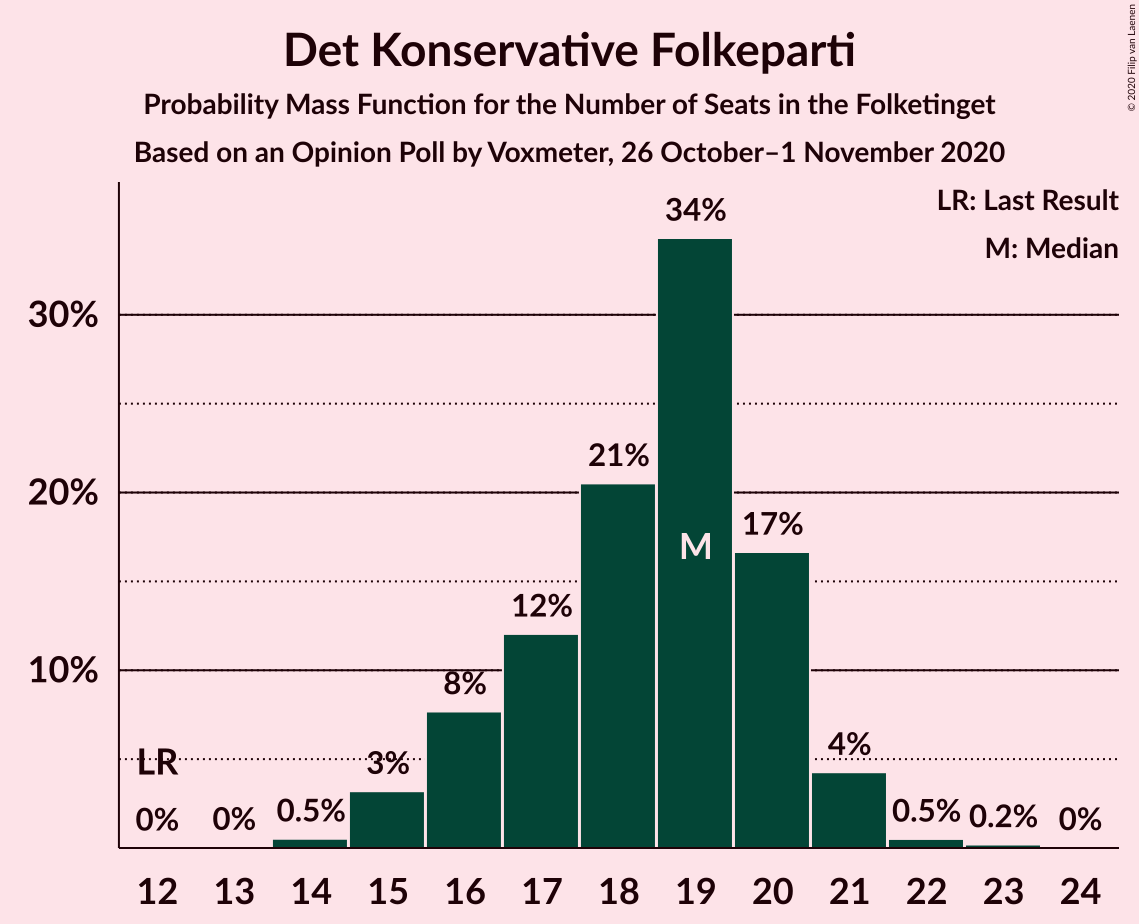 Det Konservative Folkeparti
Probability Mass Function for the Number of Seats in the Folketinget
Based on an Opinion Poll by Voxmeter, 26 October–1 November 2020
© 2020 Filip van Laenen
LR: Last Result
M: Median
34%
30%
21%
20%
17%
M
12%
10%
8%
4%
LR
3%
0%
0%
0.5%
0.5%
0.2%
0%
12 13 14 15 16 17 18 19 20 21 22 23 24